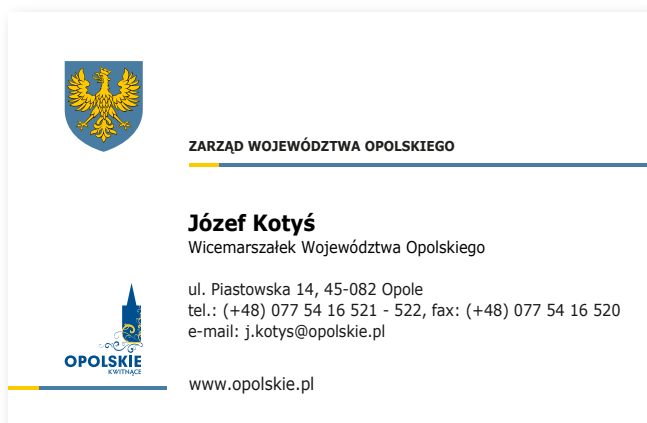 ZARZĄD WOJEWÓDZTWA OPOLSKIEGO
Józef Kotyś
Wicemarszałek Województwa Opolskiego
ul. Piastowska 14, 45-082 Opole
tel.: (+48) 077 54 16 521 - 522, fax: (+48) 077 54 16 520
e-mail: j.kotys@opolskie.pl
OPOLSKIE
KWITNĄCE
www.opolskie.pl